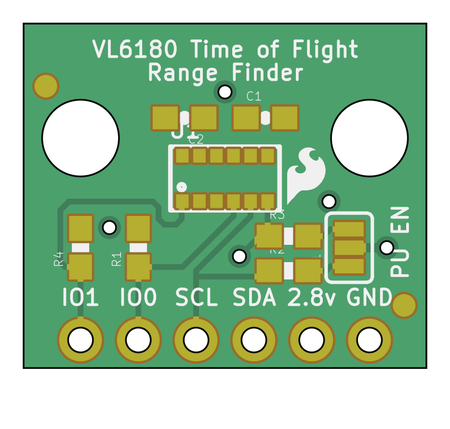 VL6180 Time of Flight
Range Finder
C1
J1
C2
R3
R2
PU EN
R4
R1
IO1 IO0 SCL SDA 2.8v GND